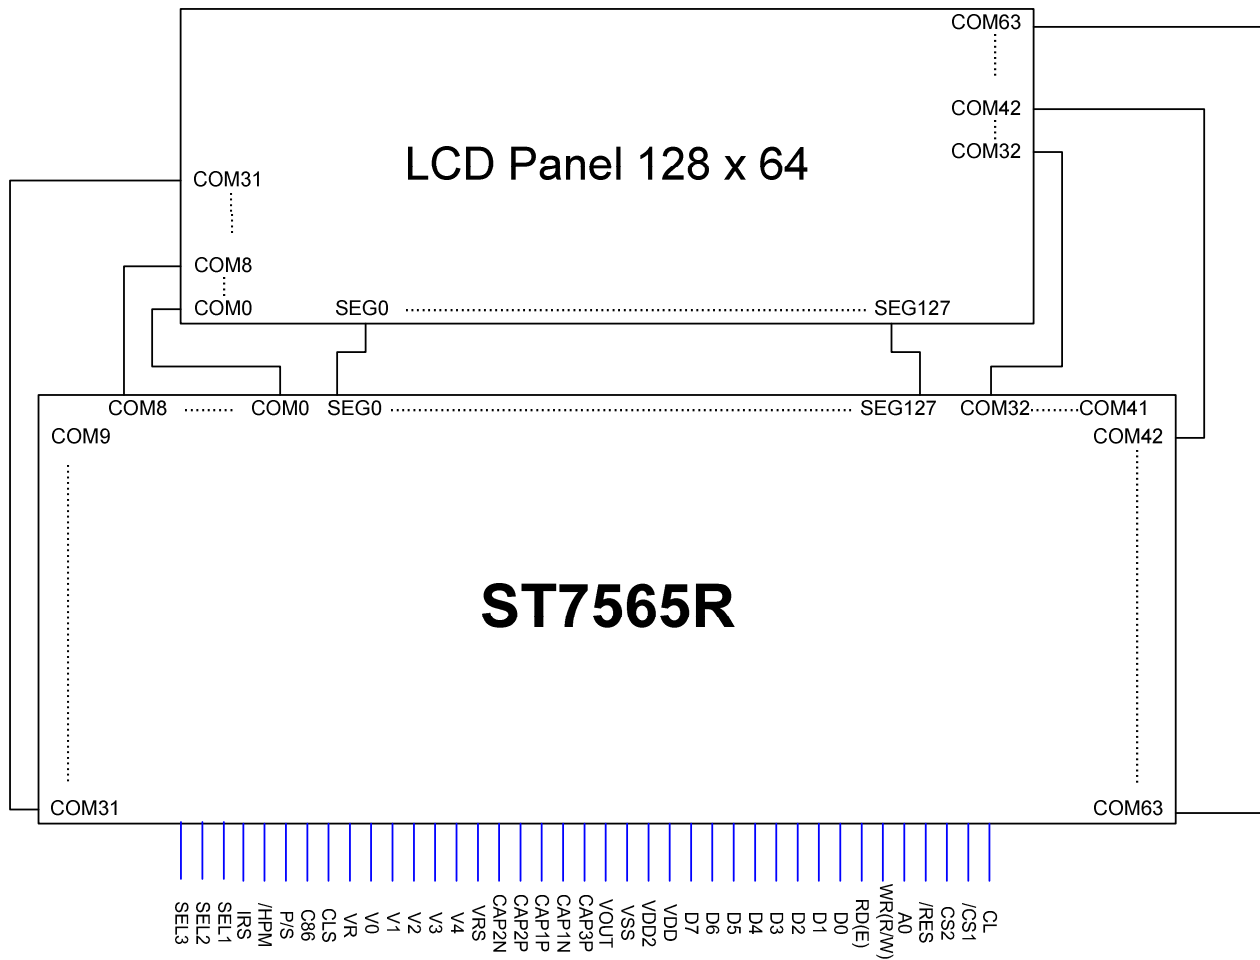 COM63
COM42
COM32
LCD Panel 128 x 64
COM31
COM8
COM0
SEG0
SEG127
COM8
COM0
SEG0
SEG127
COM32
COM41
COM9
COM42
ST7565R
COM31
COM63
SEL3
SEL2
SEL1
IRS
/HPM
P/S
C86
CLS
VR
V0
V1
V2
V3
V4
VRS
CAP2N
CAP2P
CAP1P
CAP1N
CAP3P
VOUT
VSS
VDD2
VDD
D7
D6
D5
D4
D3
D2
D1
D0
RD(E)
WR(R/W)
A0
/RES
CS2
/CS1
CL